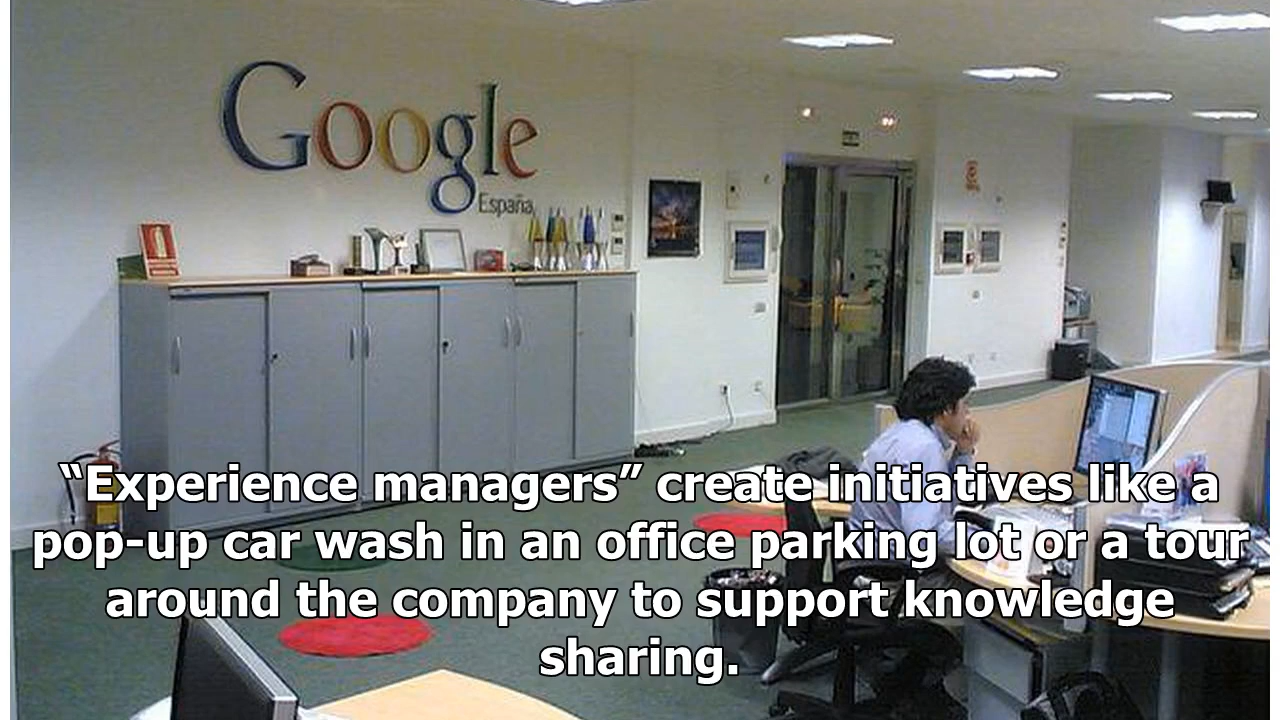 Google
España
“Experience managers” create initiatives like a
pop-up car wash in an office parking lot or a tour
around the company to support knowledge
sharing.